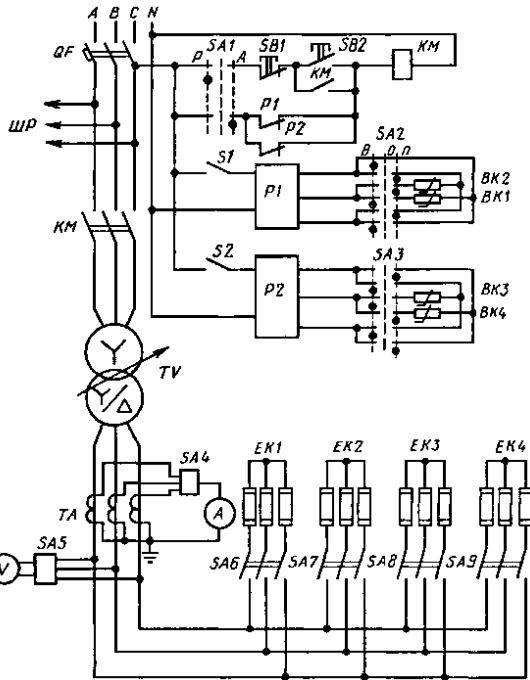 A B C N
QF
SA1
P A
SB1
SB2
KM
KM
ШР
P1
P2
SA2
B 0 П
S1
P1
BK2
BK1
KM
S2
P2
SA3
BK3
BK4
TV
Y
Y/Δ
SA4
TA
A
EK1
EK2
EK3
EK4
SA5
V
SA6
SA7
SA8
SA9